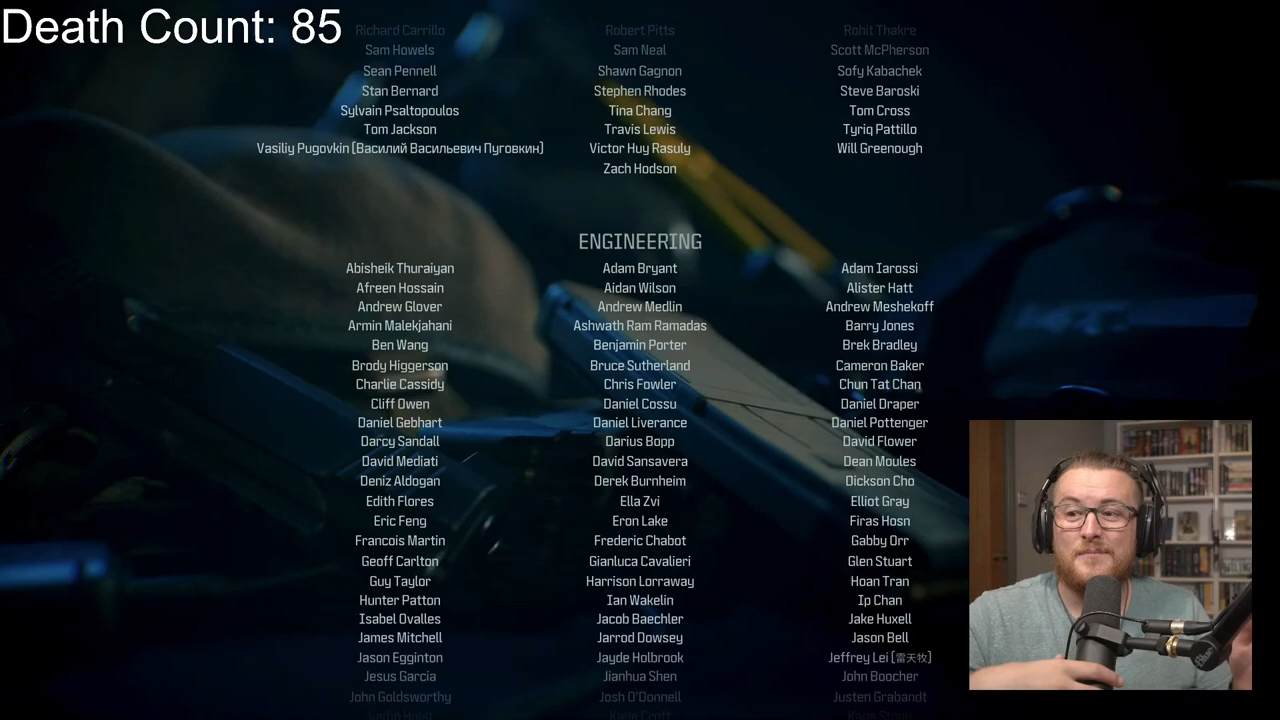 Death Count: 85
Richard Carrillo Robert Pitts Rohit Thakre
Sam Howels Sam Neal Scott McPherson
Sean Pennell Shawn Gagnon Sofy Kabachek
Stan Bernard Stephen Rhodes Steve Baroski
Sylvain Psaltopoulos Tina Chang Tom Cross
Tom Jackson Travis Lewis Tyriq Pattillo
Vasiliy Pugovkin (Василий Васильевич Пуговкин) Victor Huy Rasuly Will Greenough
Zach Hodson
ENGINEERING
Abisheik Thuraiyan Adam Bryant Adam Iarossi
Afreen Hossain Aidan Wilson Alister Hatt
Andrew Glover Andrew Medlin Andrew Meshekoff
Armin Malekjahani Ashwath Ram Ramadas Barry Jones
Ben Wang Benjamin Porter Brek Bradley
Brody Higgerson Bruce Sutherland Cameron Baker
Charlie Cassidy Chris Fowler Chun Tat Chan
Cliff Owen Daniel Cossu Daniel Draper
Daniel Gebhart Daniel Liverance Daniel Pottenger
Darcy Sandall Darius Bopp David Flower
David Mediati David Sansavera Dean Moules
Deniz Aldogan Derek Burnheim Dickson Cho
Edith Flores Ella Zvi Elliot Gray
Eric Feng Eron Lake Firas Hosn
Francois Martin Frederic Chabot Gabby Orr
Geoff Carlton Gianluca Cavalieri Glen Stuart
Guy Taylor Harrison Lorraway Hoan Tran
Hunter Patton Ian Wakelin Ip Chan
Isabel Ovalles Jacob Baechler Jake Huxell
James Mitchell Jarrod Dowsey Jason Bell
Jason Egginton Jayde Holbrook Jeffrey Lei (雷天牧)
Jesus Garcia Jianhua Shen John Boocher
John Goldsworthy Josh O'Donnell Justen Grabandt
Blue